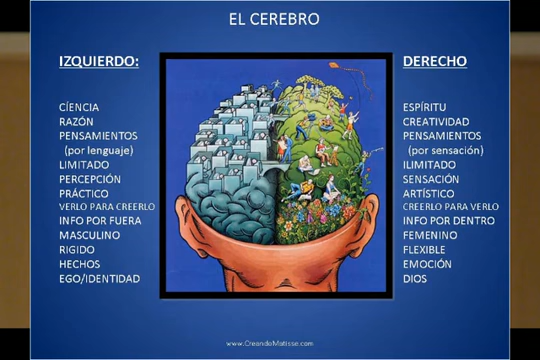 EL CEREBRO
IZQUIERDO:
CÍENCIA
RAZÓN
PENSAMIENTOS
(por lenguaje)
LIMITADO
PERCEPCIÓN
PRÁCTICO
VERLO PARA CREERLO
INFO POR FUERA
MASCULINO
RIGIDO
HECHOS
EGO/IDENTIDAD
DERECHO
ESPÍRITU
CREATIVIDAD
PENSAMIENTOS
(por sensación)
ILIMITADO
SENSACIÓN
ARTÍSTICO
CREERLO PARA VERLO
INFO POR DENTRO
FEMENINO
FLEXIBLE
EMOCIÓN
DIOS
www.CreandoMatisse.com